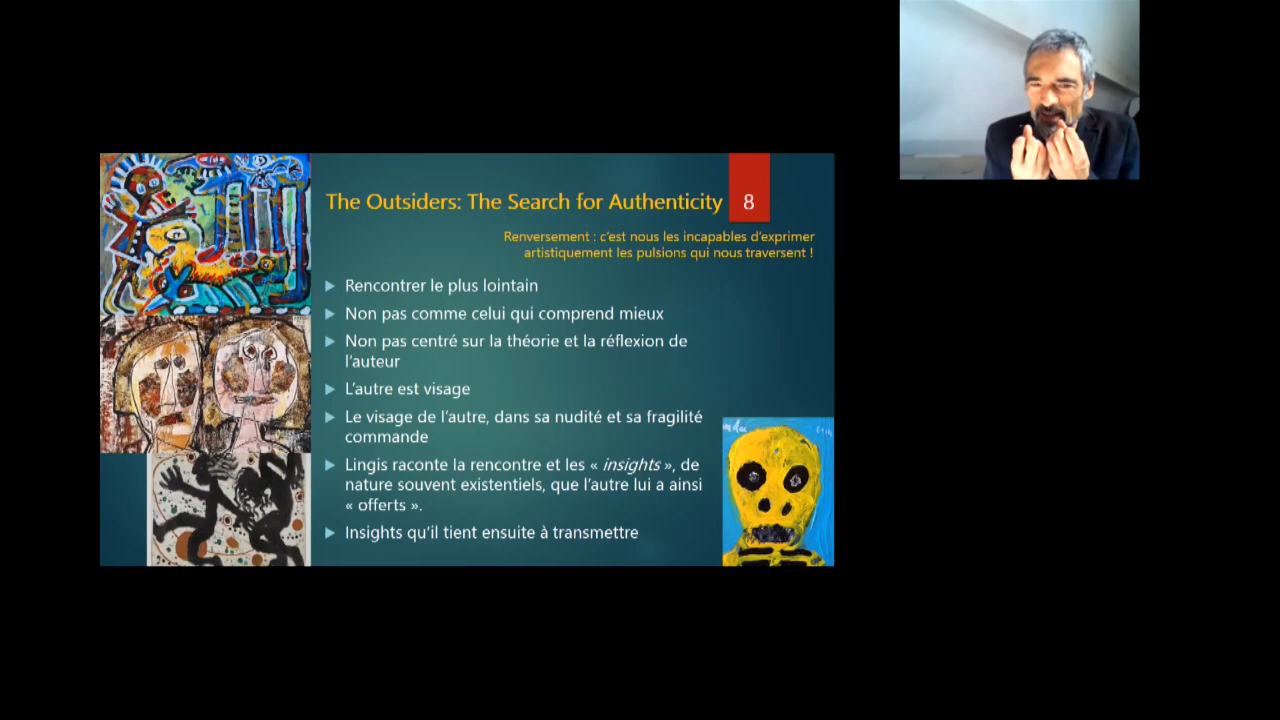 The Outsiders: The Search for Authenticity
8
Renversement : c'est nous les incapables d'exprimer
artistiquement les pulsions qui nous traversent !
Rencontrer le plus lointain
Non pas comme celui qui comprend mieux
Non pas centré sur la théorie et la réflexion de
l'auteur
L'autre est visage
Le visage de l'autre, dans sa nudité et sa fragilité
commande
Lingis raconte la rencontre et les « insights », de
nature souvent existentiels, que l'autre lui a ainsi
« offerts ».
Insights qu'il tient ensuite à transmettre